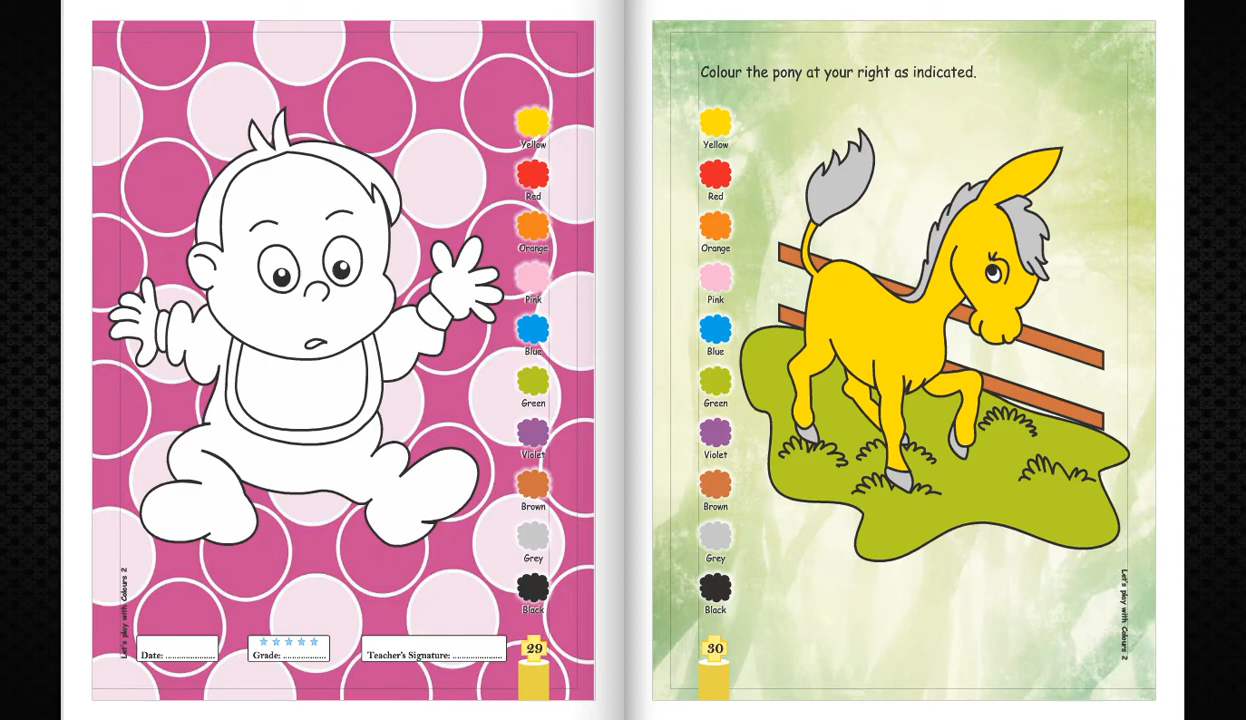 Yellow
Red
Orange
Pink
Blue
Green
Violet
Brown
Grey
Black
Let's play with Colours 2
Date: ......................
Grade: ...................
Teacher's Signature: ......................
29
Colour the pony at your right as indicated.
Yellow
Red
Orange
Pink
Blue
Green
Violet
Brown
Grey
Black
Let's play with Colours 2
30